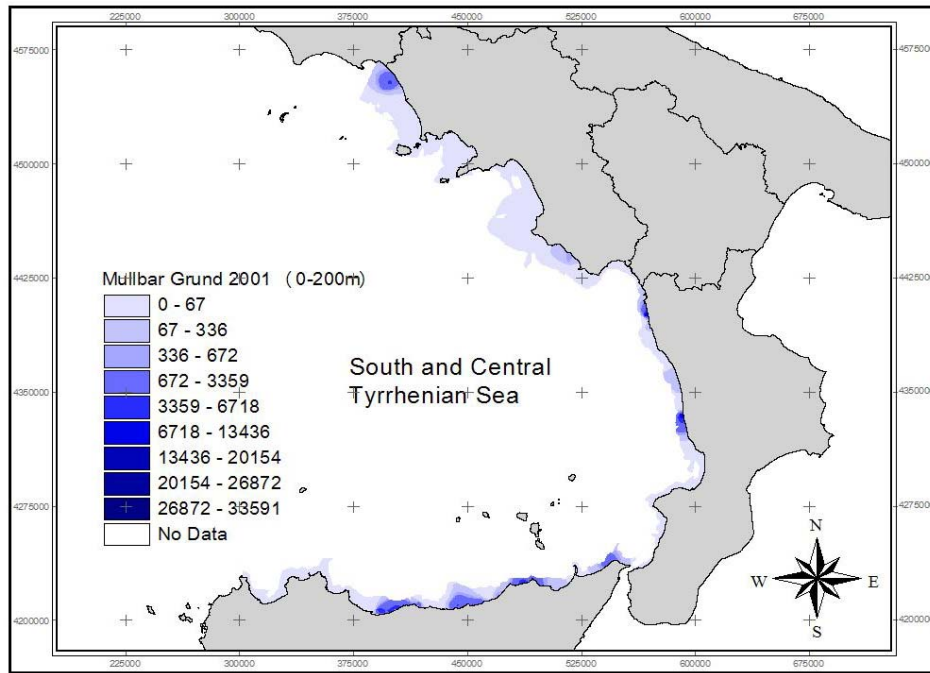 225000 300000 375000 450000 525000 600000 675000
4575000 4575000
4500000 4500000
4425000 4425000
Mullbar Grund 2001 (0-200m)
0 - 67
67 - 336
336 - 672
672 - 3359
3359 - 6718
6718 - 13436
13436 - 20154
20154 - 26872
26872 - 33591
No Data
South and Central
Tyrrhenian Sea
4350000 4350000
4275000 4275000
N
W E
S
4200000 4200000
225000 300000 375000 450000 525000 600000 675000